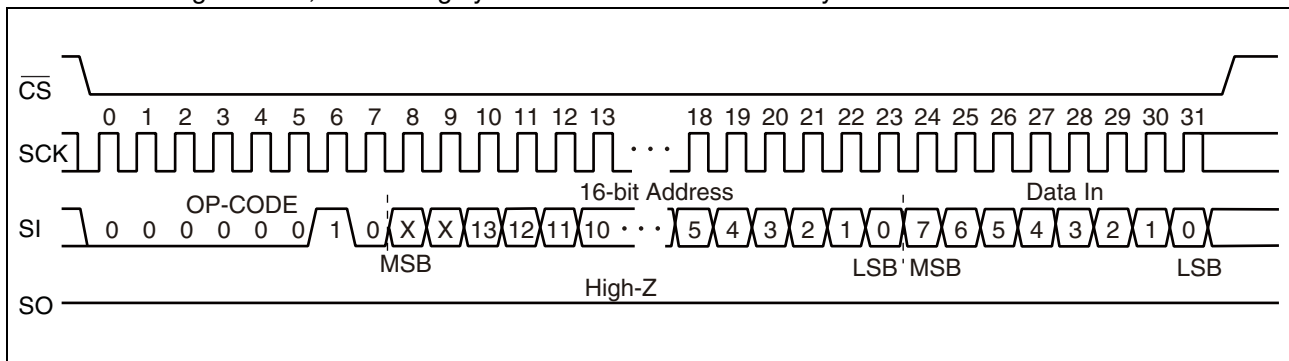 CS
0 1 2 3 4 5 6 7 8 9 10 11 12 13 18 19 20 21 22 23 24 25 26 27 28 29 30 31
SCK ···
OP-CODE 16-bit Address Data In
SI 0 0 0 0 0 0 1 0 X X 13 12 11 10 ··· 5 4 3 2 1 0 7 6 5 4 3 2 1 0
MSB LSB MSB LSB
High-Z
SO